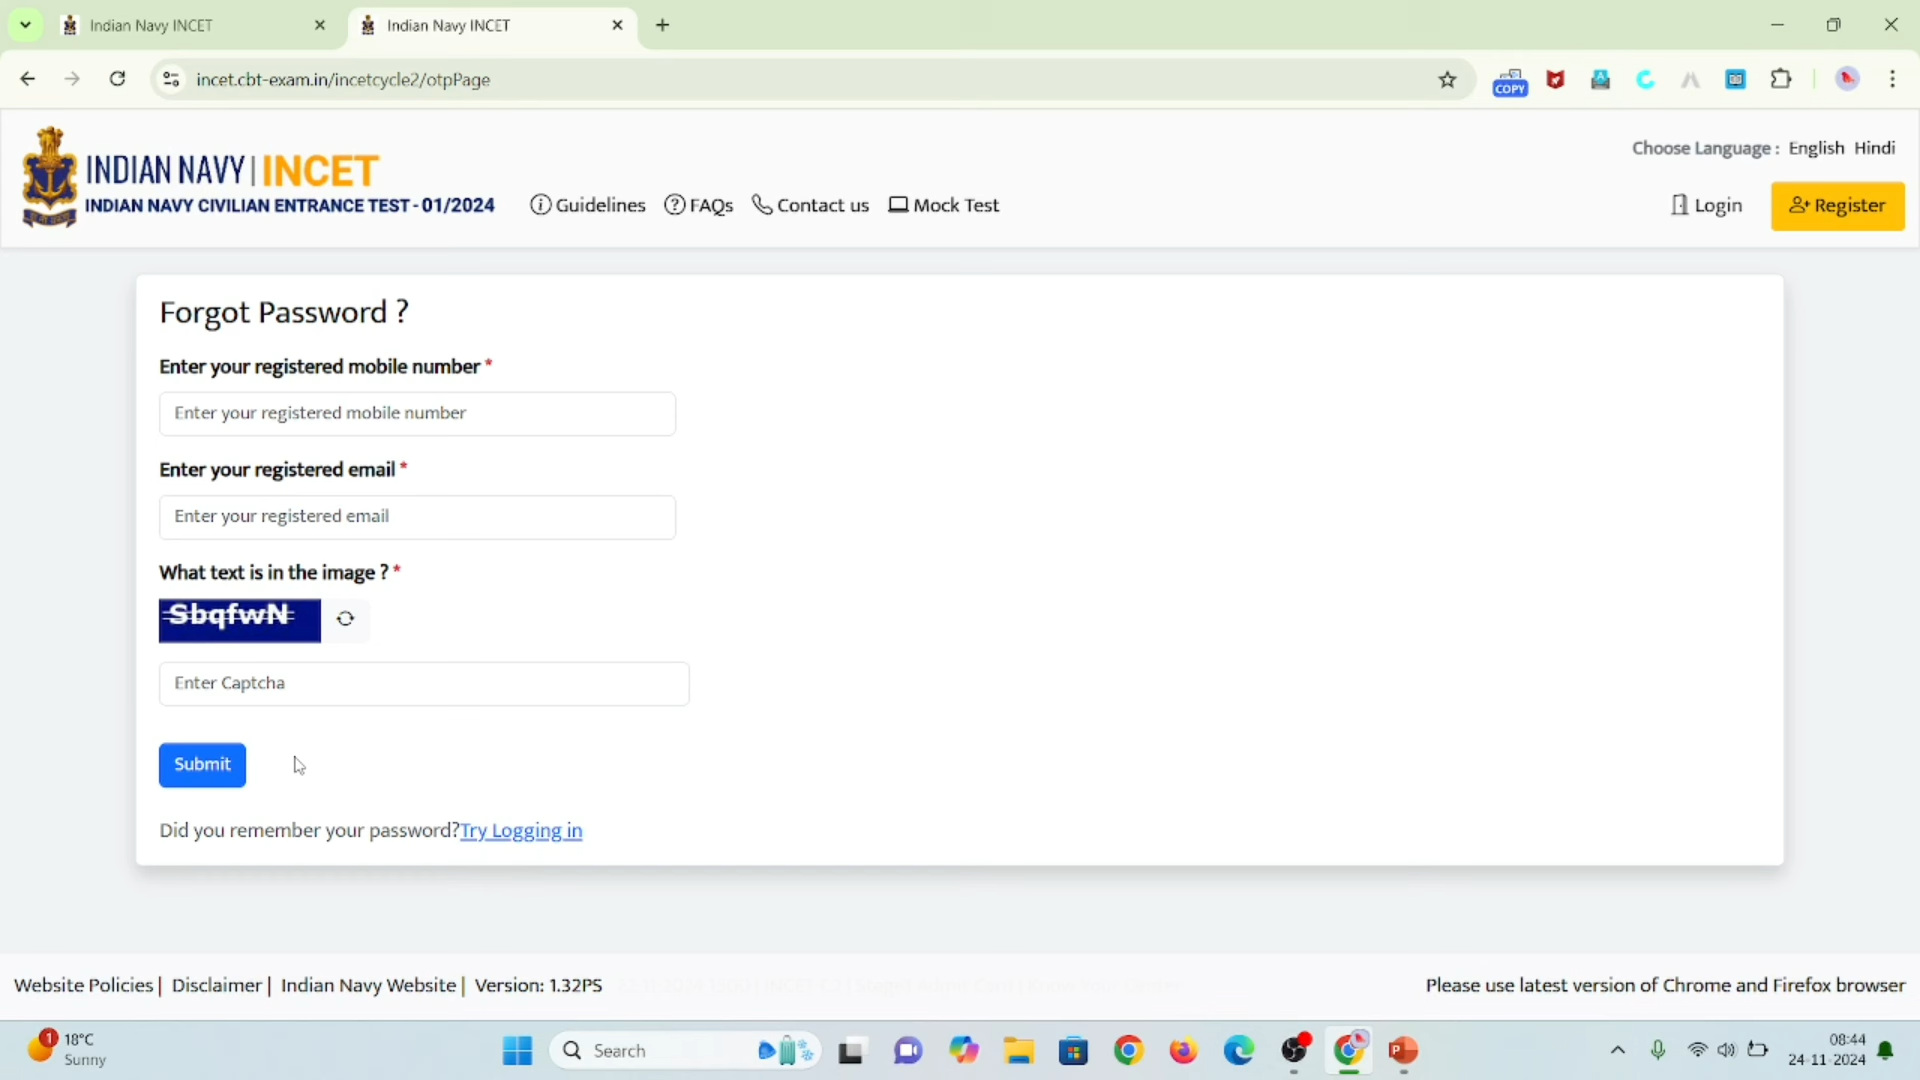 Indian Navy INCET
Indian Navy INCET
incet.cbt-exam.in/incetcycle2/otpPage
COPY
INDIAN NAVY | INCET
INDIAN NAVY CIVILIAN ENTRANCE TEST - 01/2024
Guidelines
FAQs
Contact us
Mock Test
Choose Language : English Hindi
Login
Register
Forgot Password ?
Enter your registered mobile number *
Enter your registered mobile number
Enter your registered email *
Enter your registered email
What text is in the image ? *
SbqfwN
Enter Captcha
Submit
Did you remember your password?Try Logging in
Website Policies | Disclaimer | Indian Navy Website | Version: 1.32PS
Please use latest version of Chrome and Firefox browser
1
18°C
Sunny
Search
08:44
24-11-2024